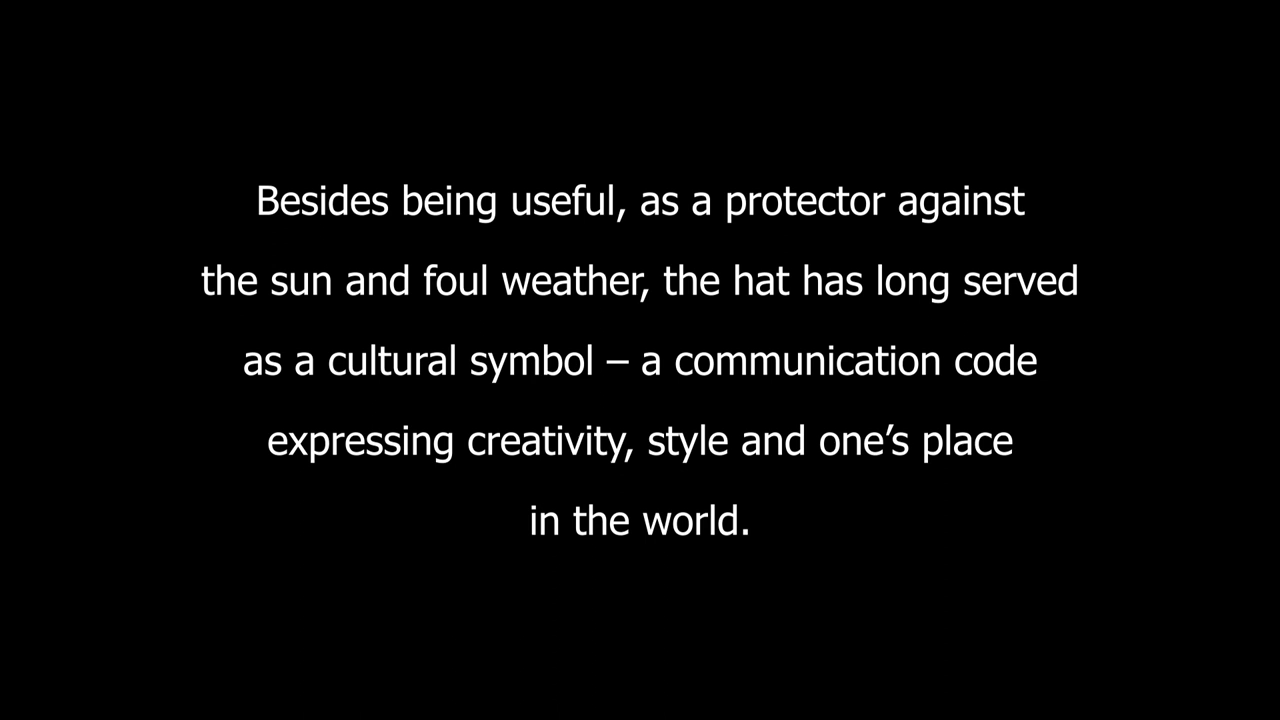 Besides being useful, as a protector against
the sun and foul weather, the hat has long served
as a cultural symbol – a communication code
expressing creativity, style and one’s place
in the world.